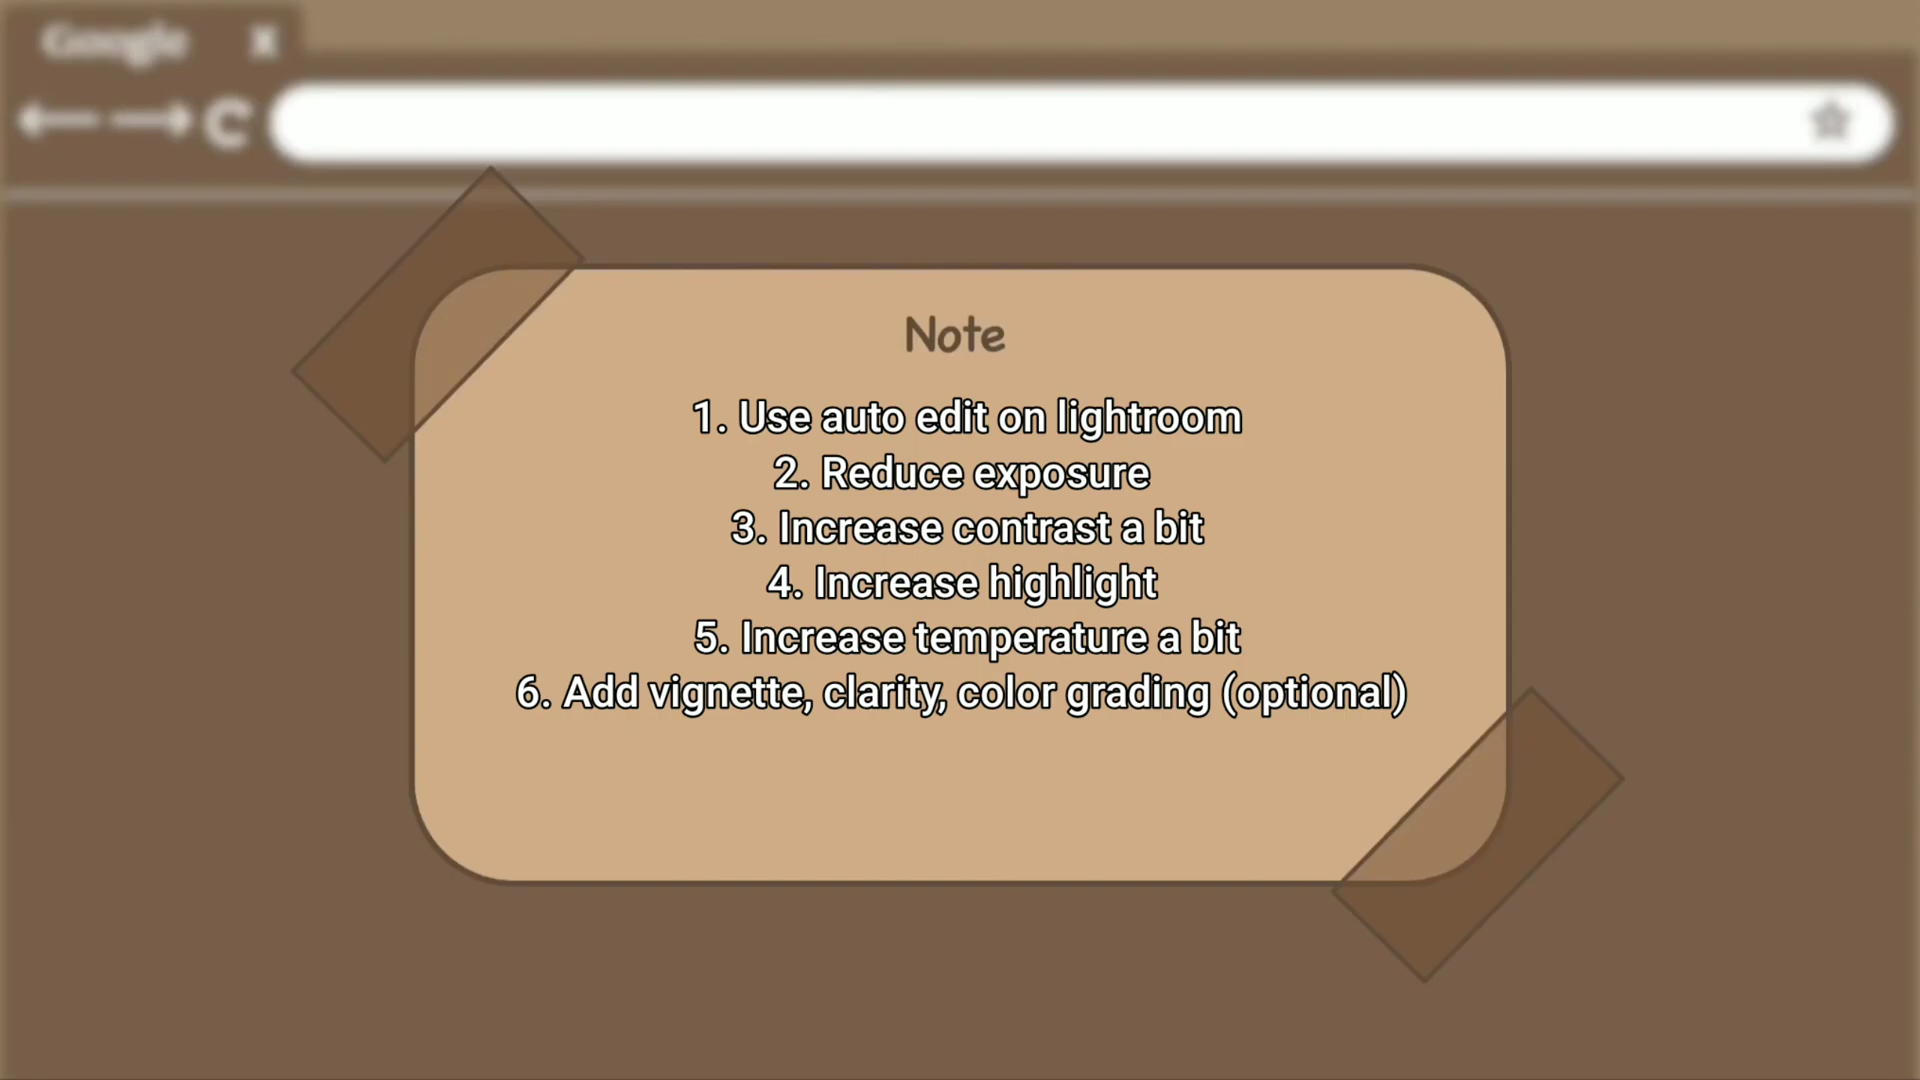 Google X
Note
1. Use auto edit on lightroom
2. Reduce exposure
3. Increase contrast a bit
4. Increase highlight
5. Increase temperature a bit
6. Add vignette, clarity, color grading (optional)